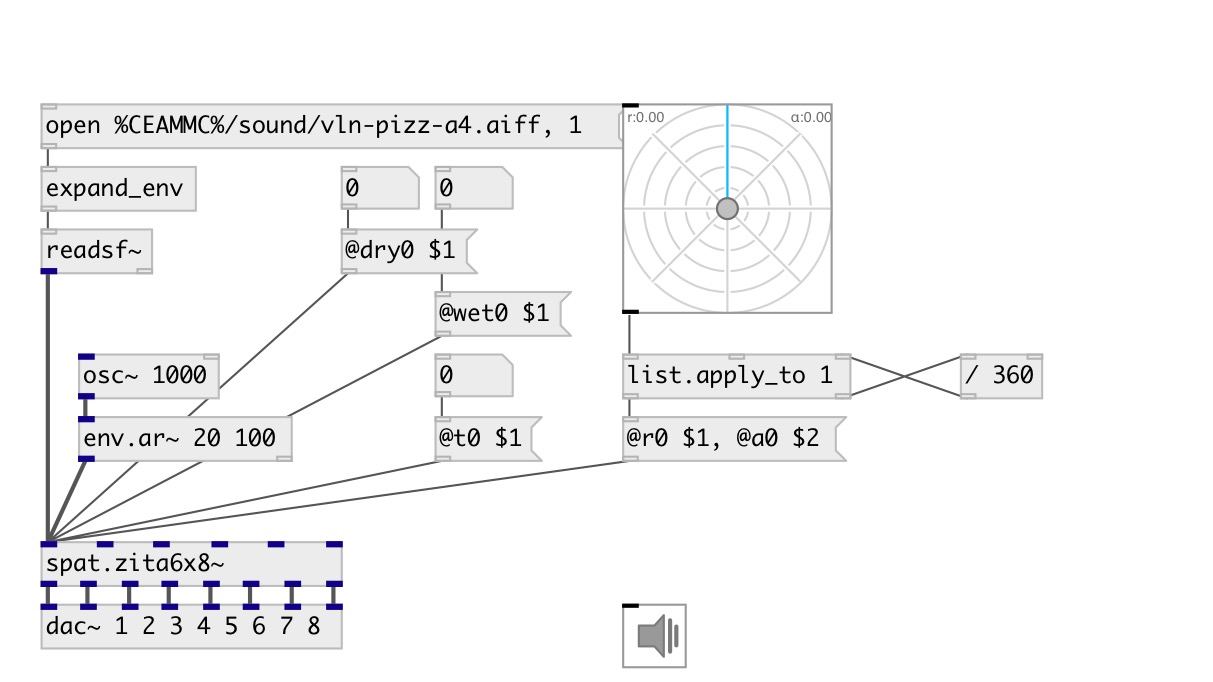 open %CEAMMC%/sound/vln-pizz-a4.aiff, 1
r:0.00
α:0.00
expand_env
0
0
readsf~
@dry0 $1
@wet0 $1
osc~ 1000
0
list.apply_to 1
/ 360
env.ar~ 20 100
@t0 $1
@r0 $1, @a0 $2
spat.zita6x8~
dac~ 1 2 3 4 5 6 7 8